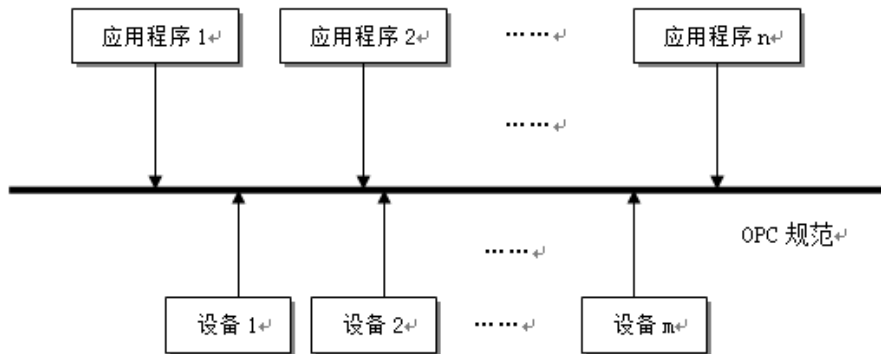 应用程序 1↵
应用程序 2↵
……↵
应用程序 n↵
……↵
OPC 规范↵
……↵
设备 1↵
设备 2↵
……↵
设备 m↵